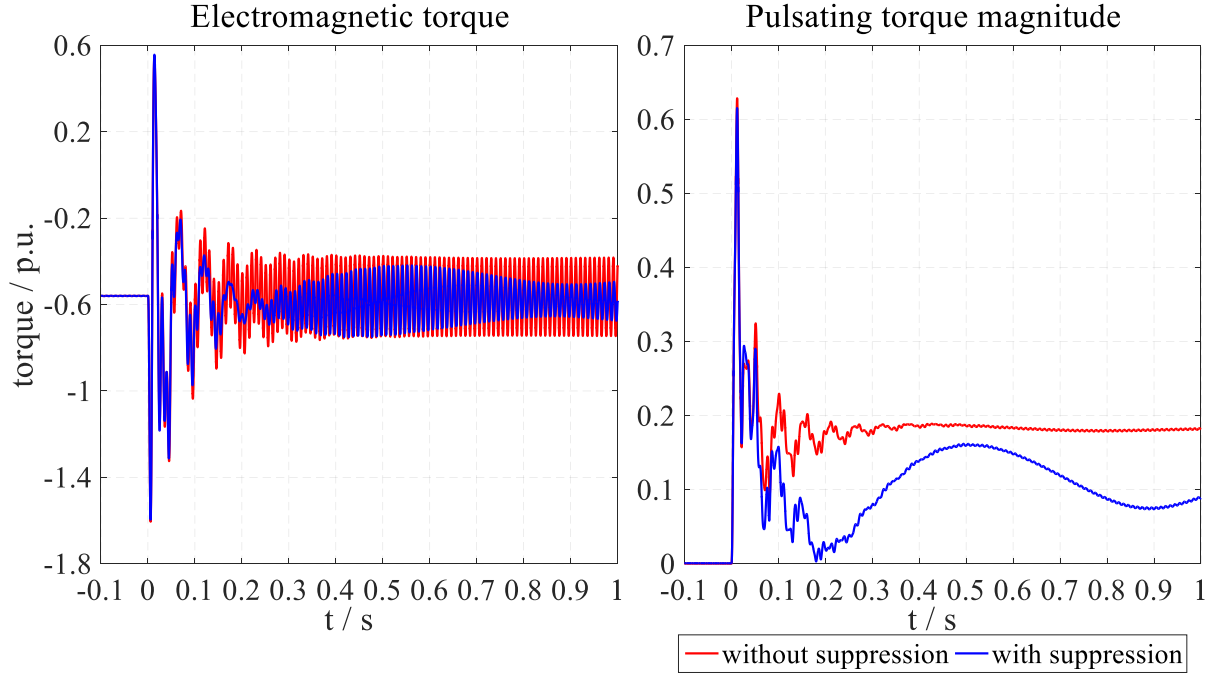 Electromagnetic torque
Pulsating torque magnitude
torque / p.u.
0.6
0.2
-0.2
-0.6
-1
-1.4
-1.8
-0.1 0 0.1 0.2 0.3 0.4 0.5 0.6 0.7 0.8 0.9 1
t / s
0.7
0.6
0.5
0.4
0.3
0.2
0.1
0
-0.1 0 0.1 0.2 0.3 0.4 0.5 0.6 0.7 0.8 0.9 1
t / s
without suppression with suppression